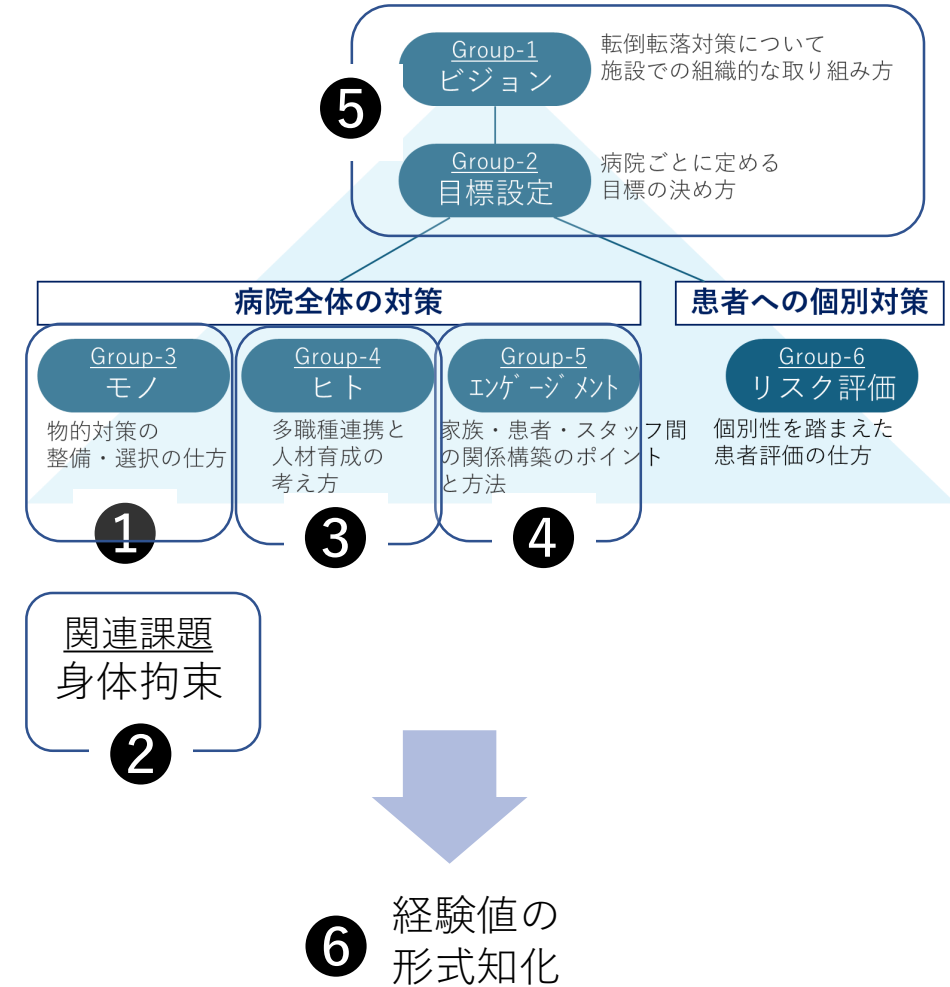 Group-1
ビジョン
転倒転落対策について
施設での組織的な取り組み方
❺
Group-2
目標設定
病院ごとに定める
目標の決め方
病院全体の対策
患者への個別対策
Group-3
モノ
物的対策の
整備・選択の仕方
❶
Group-4
ヒト
多職種連携と
人材育成の
考え方
❸
Group-5
エンゲージメント
家族・患者・スタッフ間
の関係構築のポイント
と方法
❹
Group-6
リスク評価
個別性を踏まえた
患者評価の仕方
関連課題
身体拘束
❷
❻
経験値の
形式知化